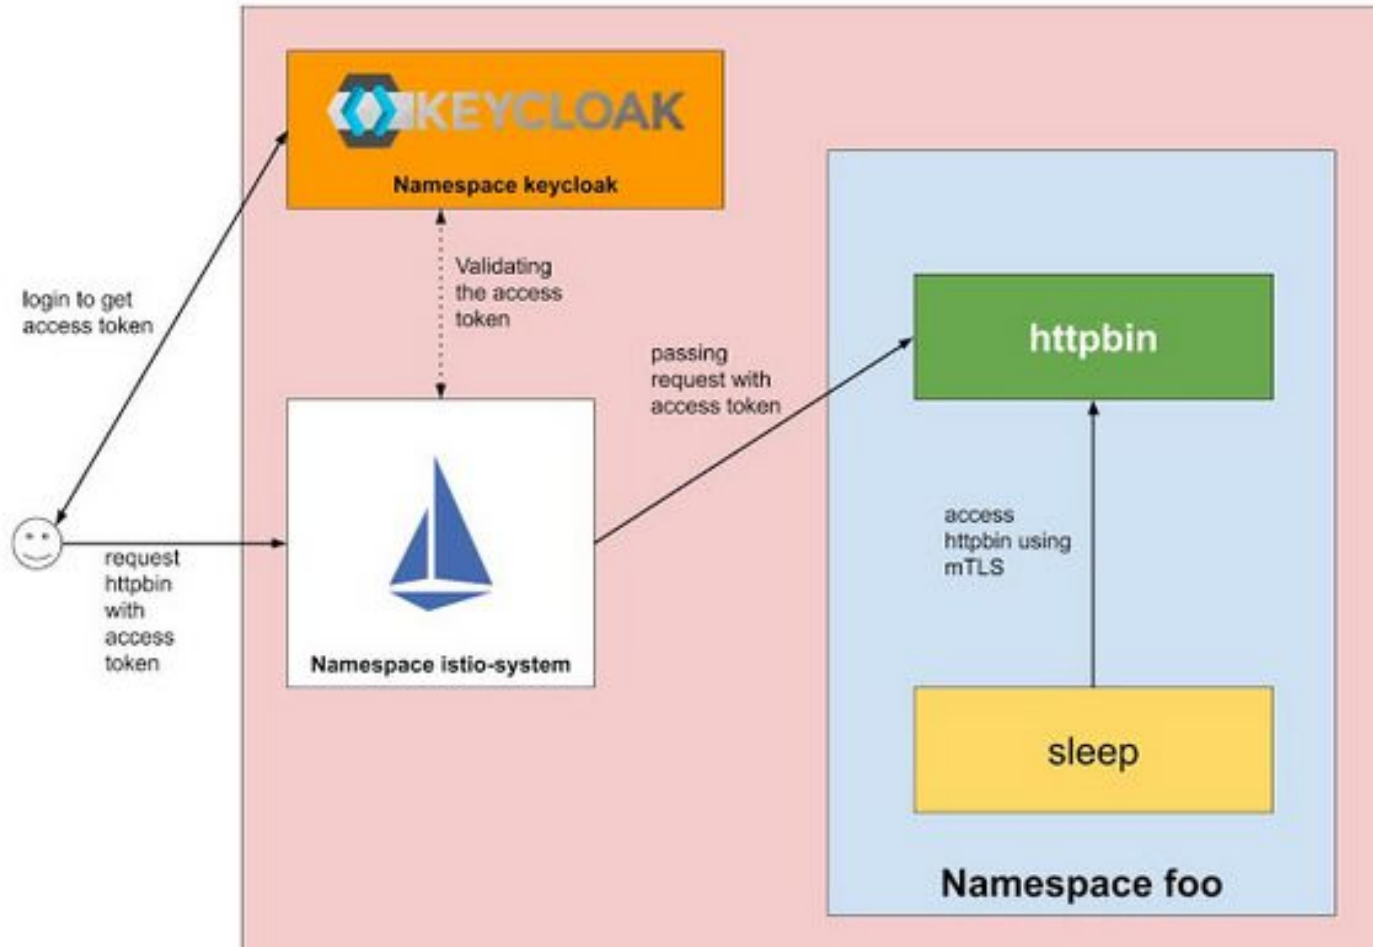 KEYCLOAK
Namespace keycloak
login to get
access token
Validating
the access
token
passing
request with
access token
httpbin
request
httpbin
with
access
token
Namespace istio-system
access
httpbin using
mTLS
sleep
Namespace foo